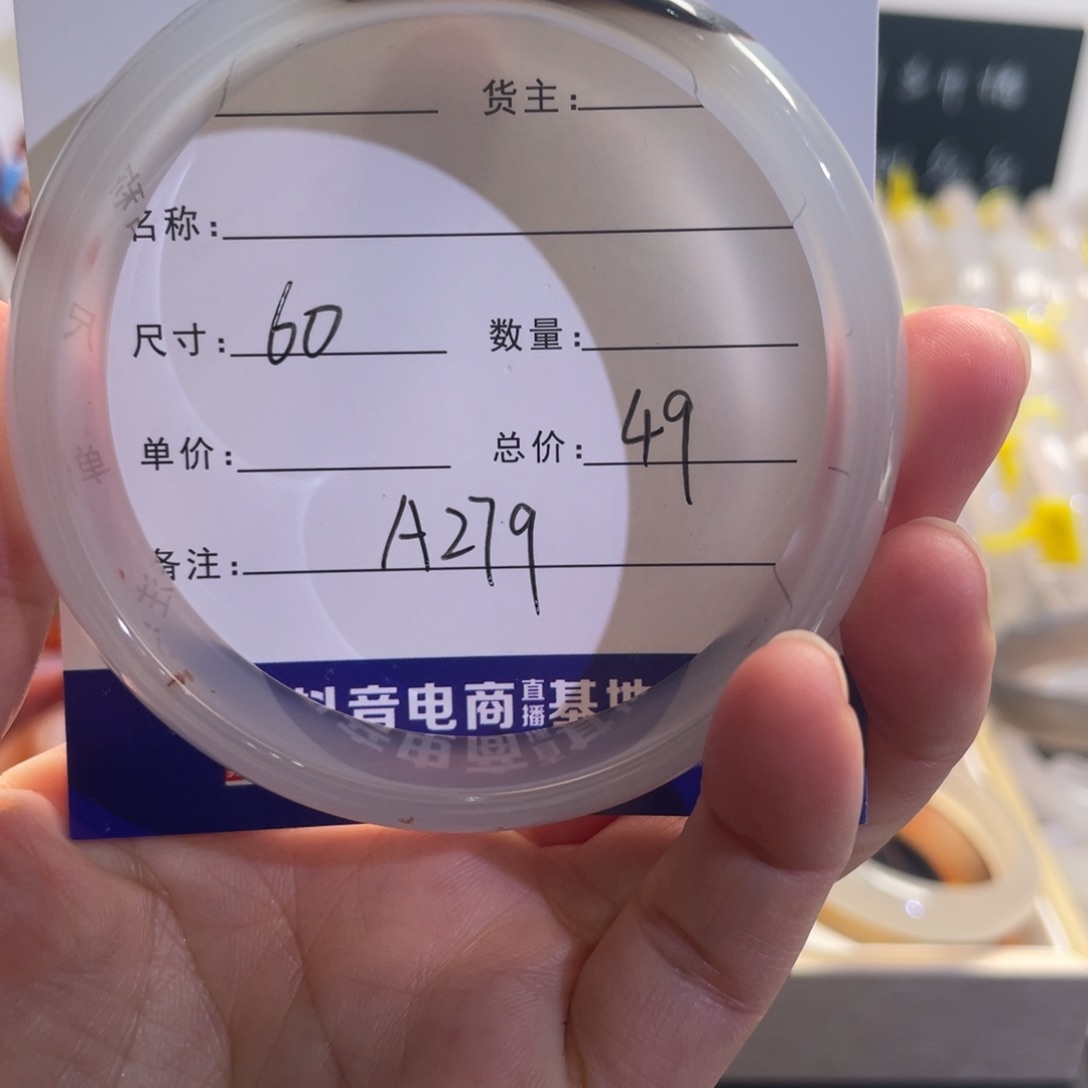 货主:
名称:
尺寸: 60 数量:
单价: 总价: 49
备注: A279
抖音电商直播基地